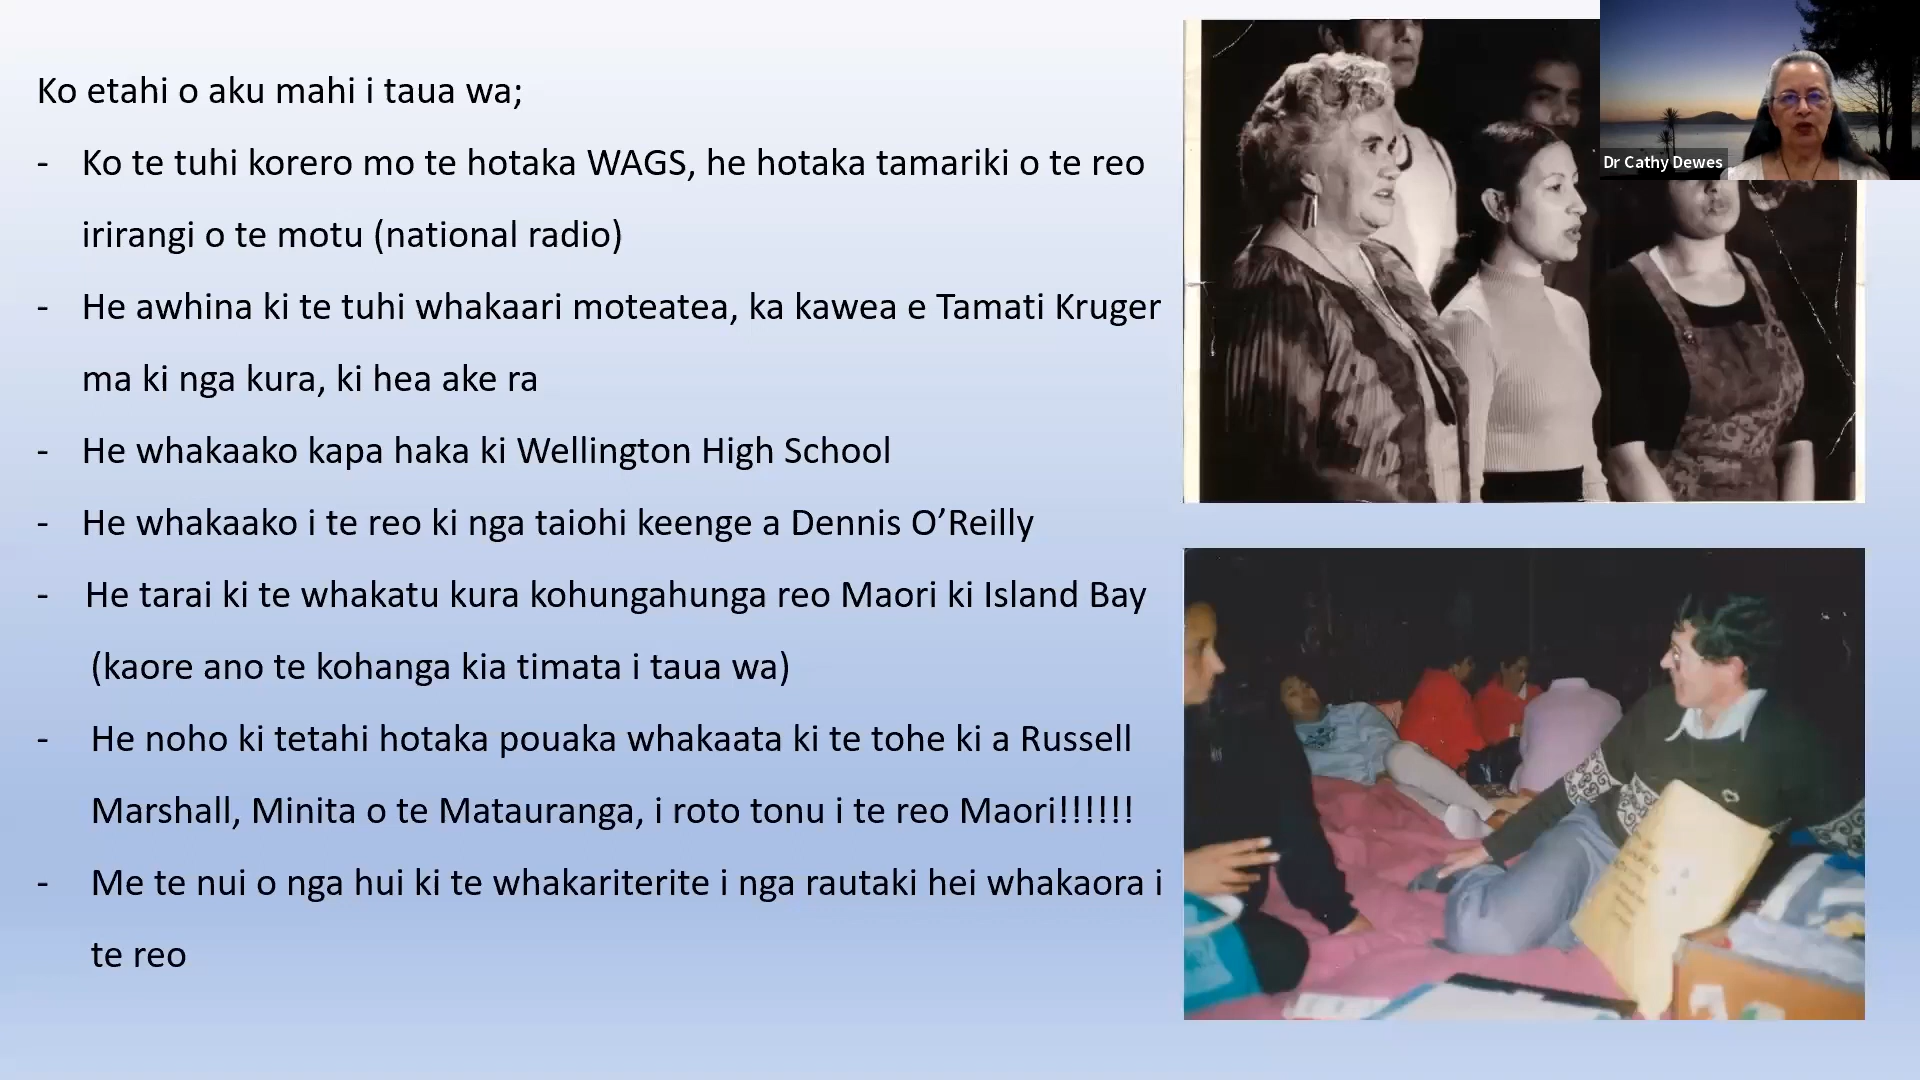 Ko etahi o aku mahi i taua wa;
- Ko te tuhi korero mo te hotaka WAGS, he hotaka tamariki o te reo
irirangi o te motu (national radio)
- He awhina ki te tuhi whakaari moteatea, ka kawea e Tamati Kruger
ma ki nga kura, ki hea ake ra
- He whakaako kapa haka ki Wellington High School
- He whakaako i te reo ki nga taiohi keenge a Dennis O’Reilly
- He tarai ki te whakatu kura kohungahunga reo Maori ki Island Bay
(kaore ano te kohanga kia timata i taua wa)
- He noho ki tetahi hotaka pouaka whakaata ki te tohe ki a Russell
Marshall, Minita o te Matauranga, i roto tonu i te reo Maori!!!!!!
- Me te nui o nga hui ki te whakariterite i nga rautaki hei whakaora i
te reo
Dr Cathy Dewes